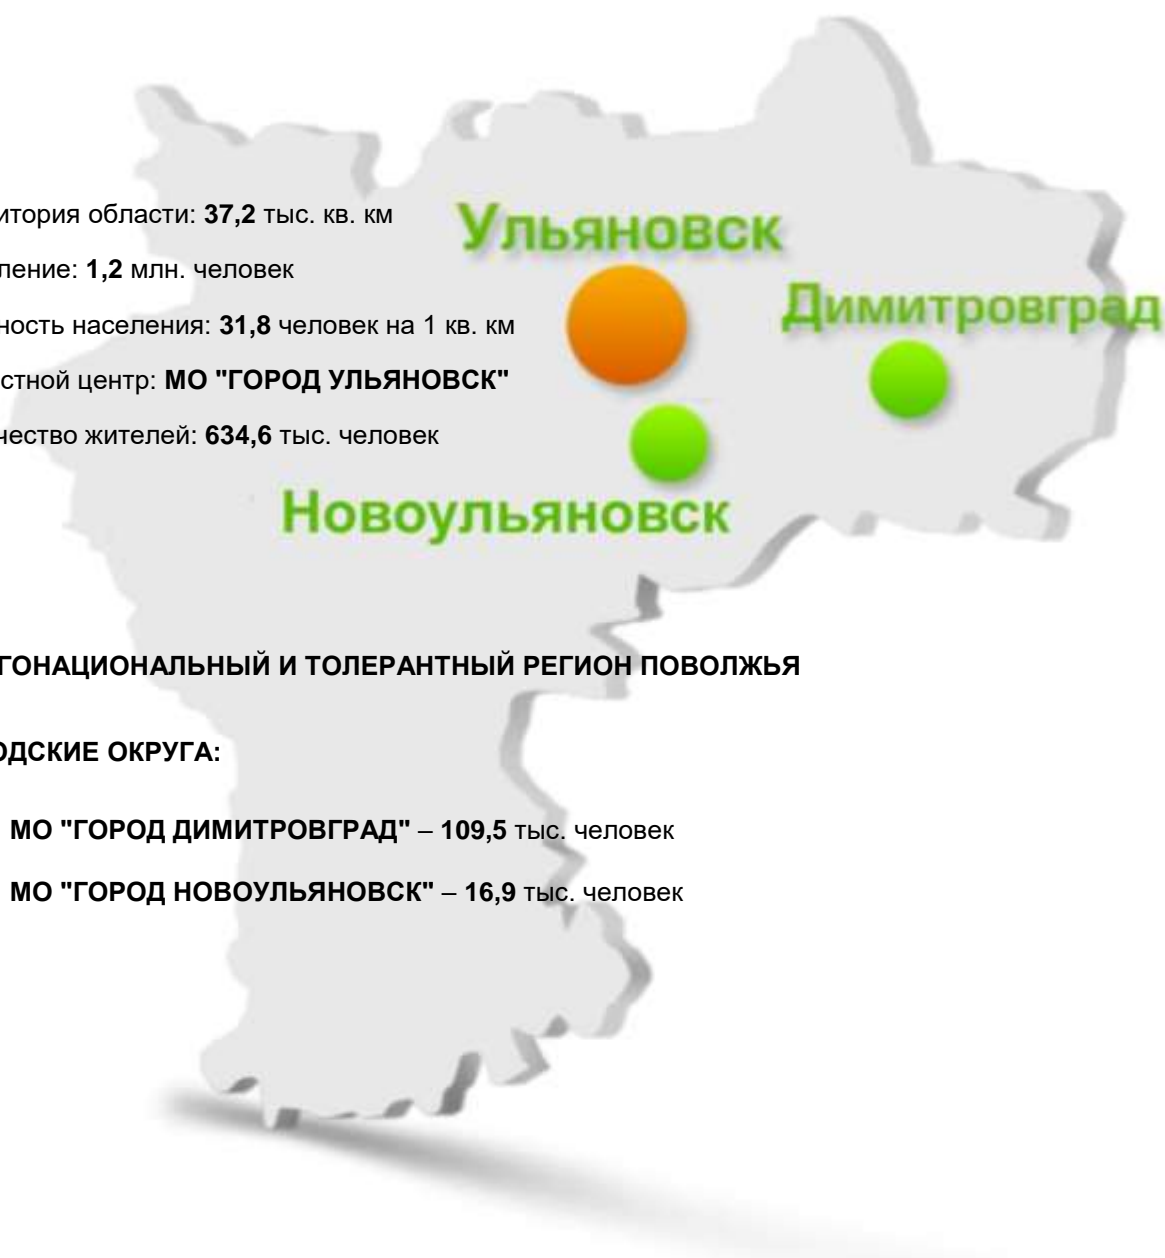 итория области: 37,2 тыс. кв. км
Ульяновск
ление: 1,2 млн. человек
Димитровград
ность населения: 31,8 человек на 1 кв. км
стной центр: МО "ГОРОД УЛЬЯНОВСК"
чество жителей: 634,6 тыс. человек
Новоульяновск
ГОНАЦИОНАЛЬНЫЙ И ТОЛЕРАНТНЫЙ РЕГИОН ПОВОЛЖЬЯ
ОДСКИЕ ОКРУГА:
МО "ГОРОД ДИМИТРОВГРАД" – 109,5 тыс. человек
МО "ГОРОД НОВОУЛЬЯНОВСК" – 16,9 тыс. человек